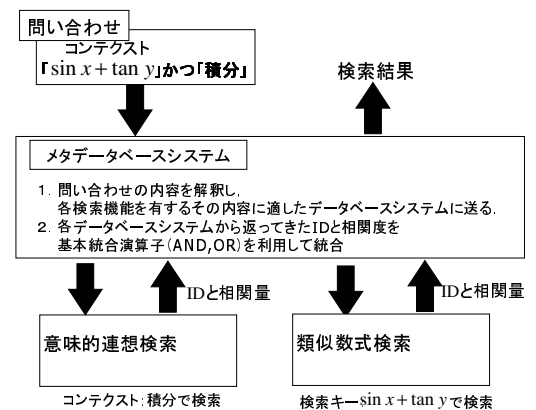 問い合わせ
コンテクスト
「sin x + tan y」かつ「積分」
検索結果
メタデータベースシステム
1. 問い合わせの内容を解釈し,
各検索機能を有するその内容に適したデータベースシステムに送る.
2. 各データベースシステムから返ってきたIDと相関度を
基本統合演算子(AND,OR)を利用して統合
IDと相関量
IDと相関量
意味的連想検索
類似数式検索
コンテクスト:積分で検索
検索キーsin x + tan yで検索